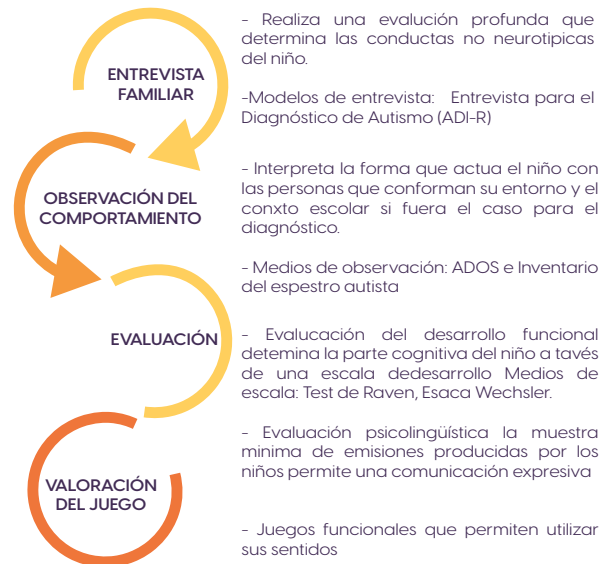 ENTREVISTA
FAMILIAR
- Realiza una evalución profunda que
determina las conductas no neurotipicas
del niño.
-Modelos de entrevista: Entrevista para el
Diagnóstico de Autismo (ADI-R)
OBSERVACIÓN DEL
COMPORTAMIENTO
- Interpreta la forma que actua el niño con
las personas que conforman su entorno y el
conxto escolar si fuera el caso para el
diagnóstico.
- Medios de observación: ADOS e Inventario
del espestro autista
EVALUACIÓN
- Evalucación del desarrollo funcional
detemina la parte cognitiva del niño a tavés
de una escala dedesarrollo Medios de
escala: Test de Raven, Esaca Wechsler.
- Evaluación psicolingüística la muestra
minima de emisiones producidas por los
niños permite una comunicación expresiva
VALORACIÓN
DEL JUEGO
- Juegos funcionales que permiten utilizar
sus sentidos